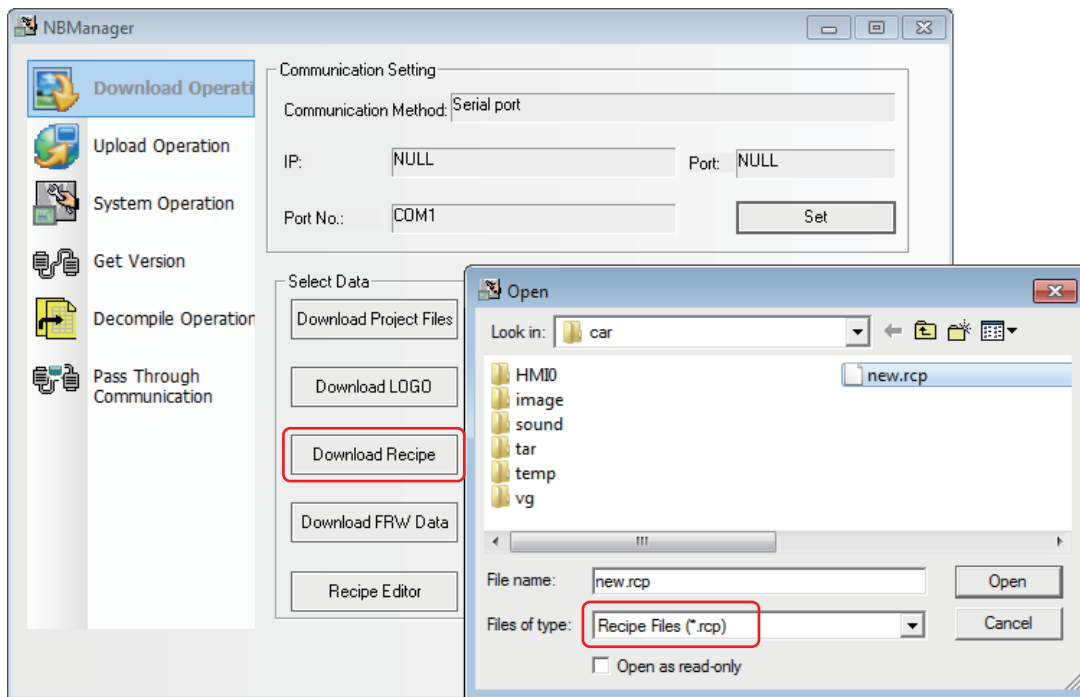 NBManager
Download Operati
Upload Operation
System Operation
Get Version
Decompile Operation
Pass Through
Communication
Communication Setting
Communication Method: Serial port
IP: NULL Port: NULL
Port No.: COM1 Set
Select Data
Download Project Files
Download LOGO
Download Recipe
Download FRW Data
Recipe Editor
Open
Look in: car
HMI0
image
sound
tar
temp
vg
new.rcp
File name: new.rcp Open
Files of type: Recipe Files (*.rcp) Cancel
Open as read-only